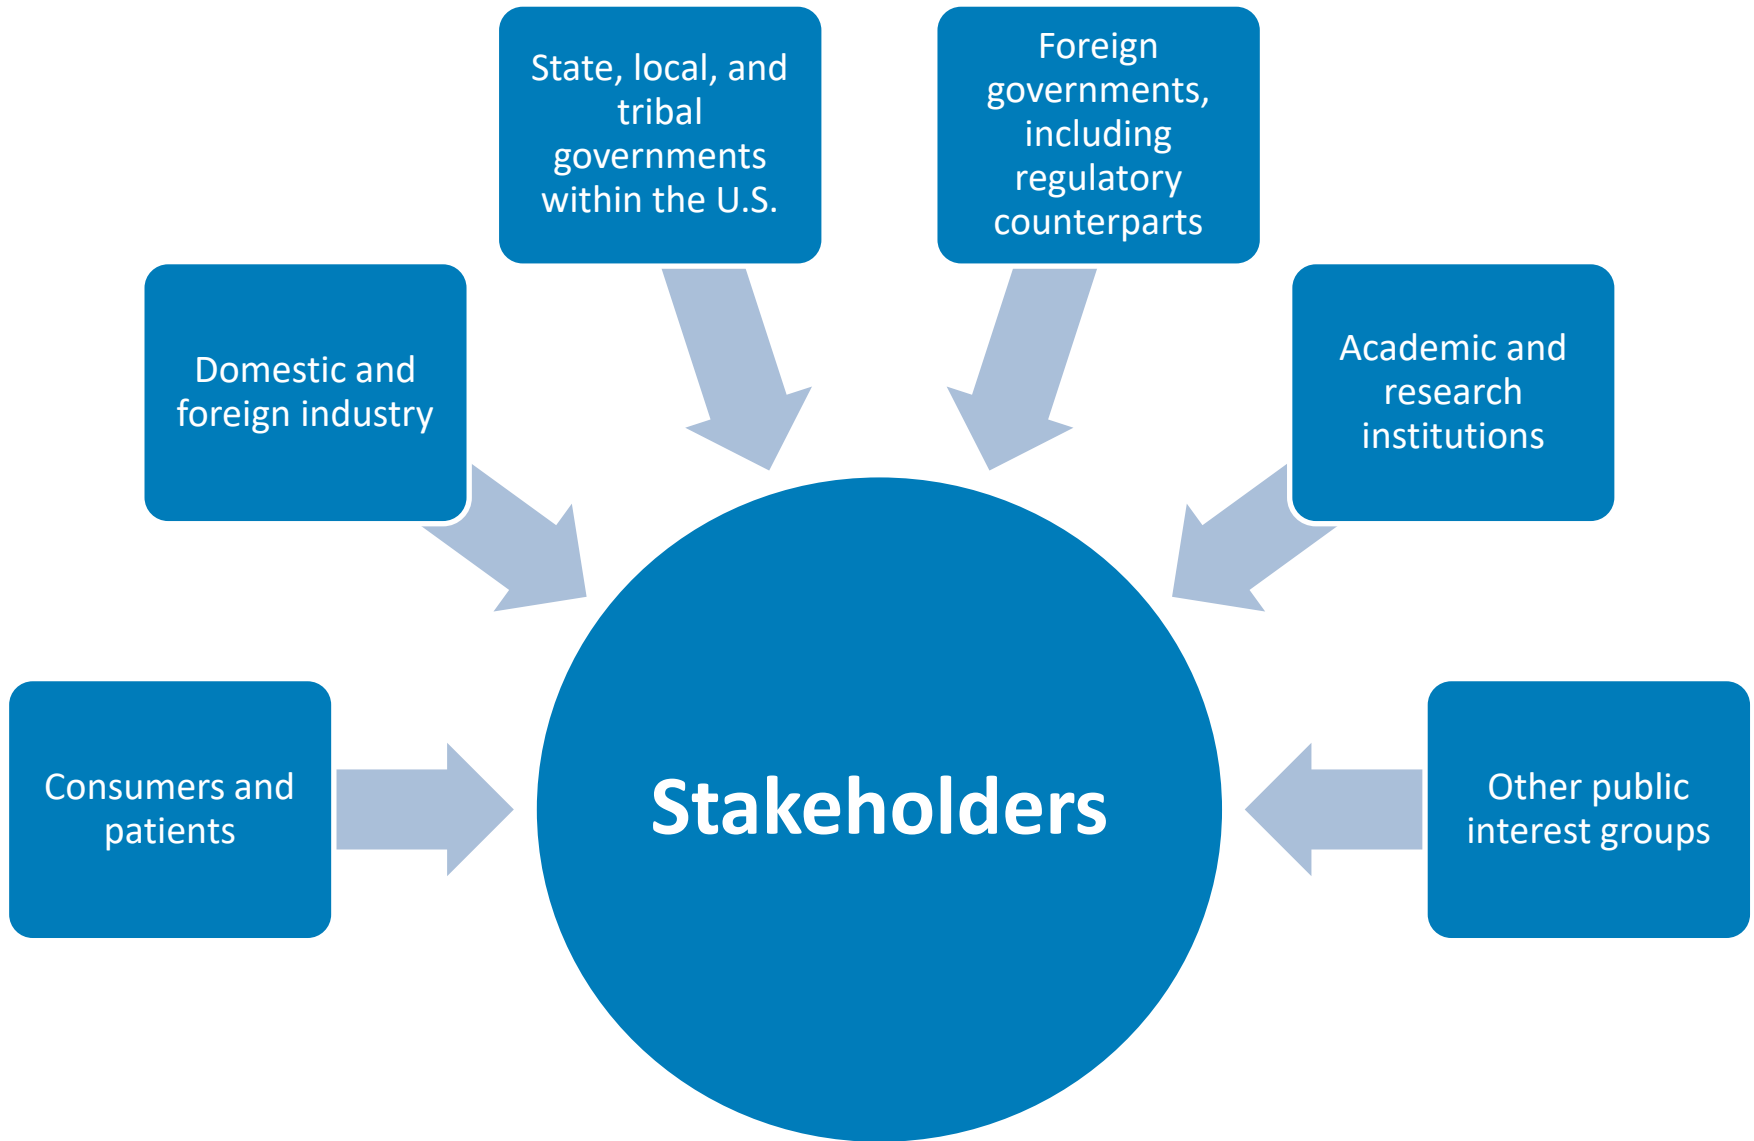 State, local, and
tribal
governments
within the U.S.
Foreign
governments,
including
regulatory
counterparts
Domestic and
foreign industry
Academic and
research
institutions
Consumers and
patients
Stakeholders
Other public
interest groups